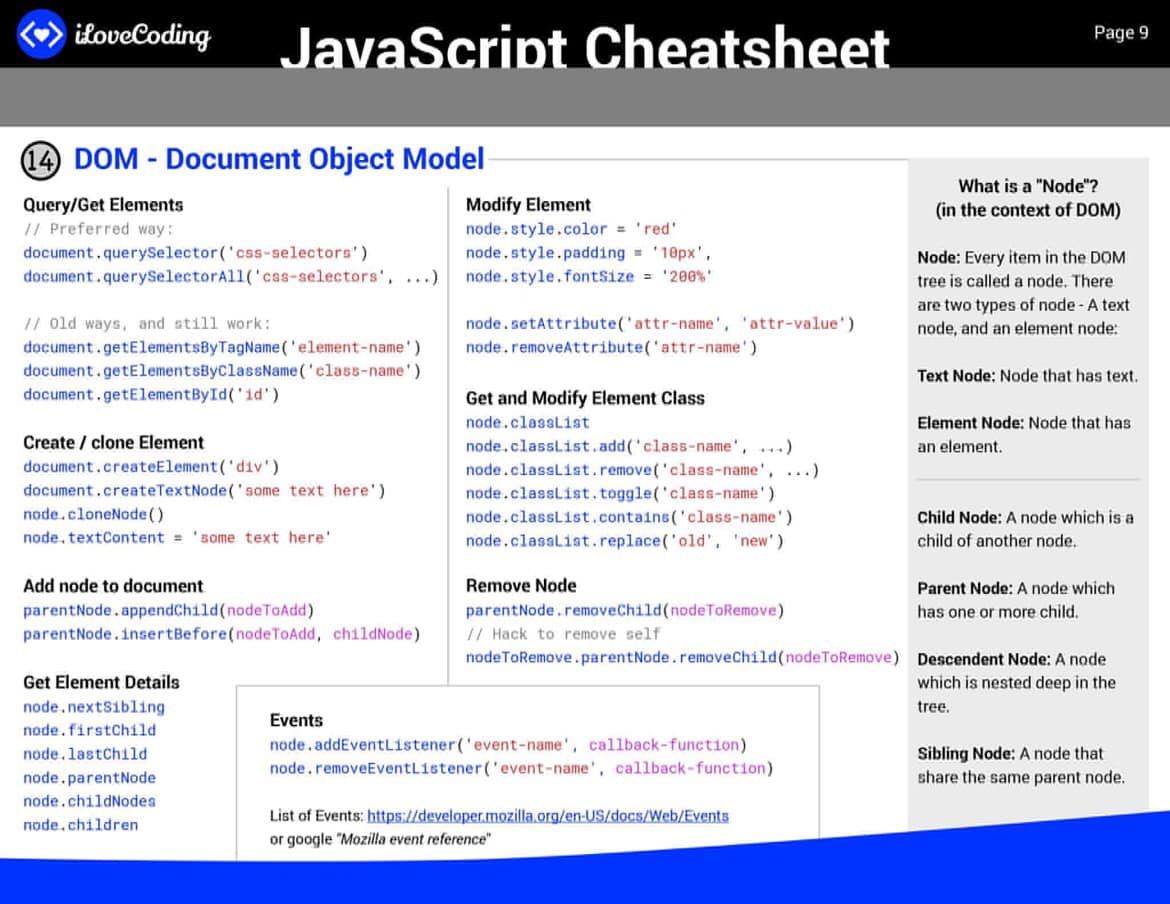 iLoveCoding
JavaScript Cheatsheet
Page 9
14 DOM - Document Object Model
Query/Get Elements
// Preferred way:
document.querySelector('css-selectors')
document.querySelectorAll('css-selectors', ...)
// Old ways, and still work:
document.getElementsByTagName('element-name')
document.getElementsByClassName('class-name')
document.getElementById('id')
Create / clone Element
document.createElement('div')
document.createTextNode('some text here')
node.cloneNode()
node.textContent = 'some text here'
Add node to document
parentNode.appendChild(nodeToAdd)
parentNode.insertBefore(nodeToAdd, childNode)
Get Element Details
node.nextSibling
node.firstChild
node.lastChild
node.parentNode
node.childNodes
node.children
Modify Element
node.style.color = 'red'
node.style.padding = '10px',
node.style.fontSize = '200%'
node.setAttribute('attr-name', 'attr-value')
node.removeAttribute('attr-name')
Get and Modify Element Class
node.classList
node.classList.add('class-name', ...)
node.classList.remove('class-name', ...)
node.classList.toggle('class-name')
node.classList.contains('class-name')
node.classList.replace('old', 'new')
Remove Node
parentNode.removeChild(nodeToRemove)
// Hack to remove self
nodeToRemove.parentNode.removeChild(nodeToRemove)
Events
node.addEventListener('event-name', callback-function)
node.removeEventListener('event-name', callback-function)
List of Events: https://developer.mozilla.org/en-US/docs/Web/Events
or google "Mozilla event reference"
What is a "Node"?
(in the context of DOM)
Node: Every item in the DOM
tree is called a node. There
are two types of node - A text
node, and an element node:
Text Node: Node that has text.
Element Node: Node that has
an element.
Child Node: A node which is a
child of another node.
Parent Node: A node which
has one or more child.
Descendent Node: A node
which is nested deep in the
tree.
Sibling Node: A node that
share the same parent node.